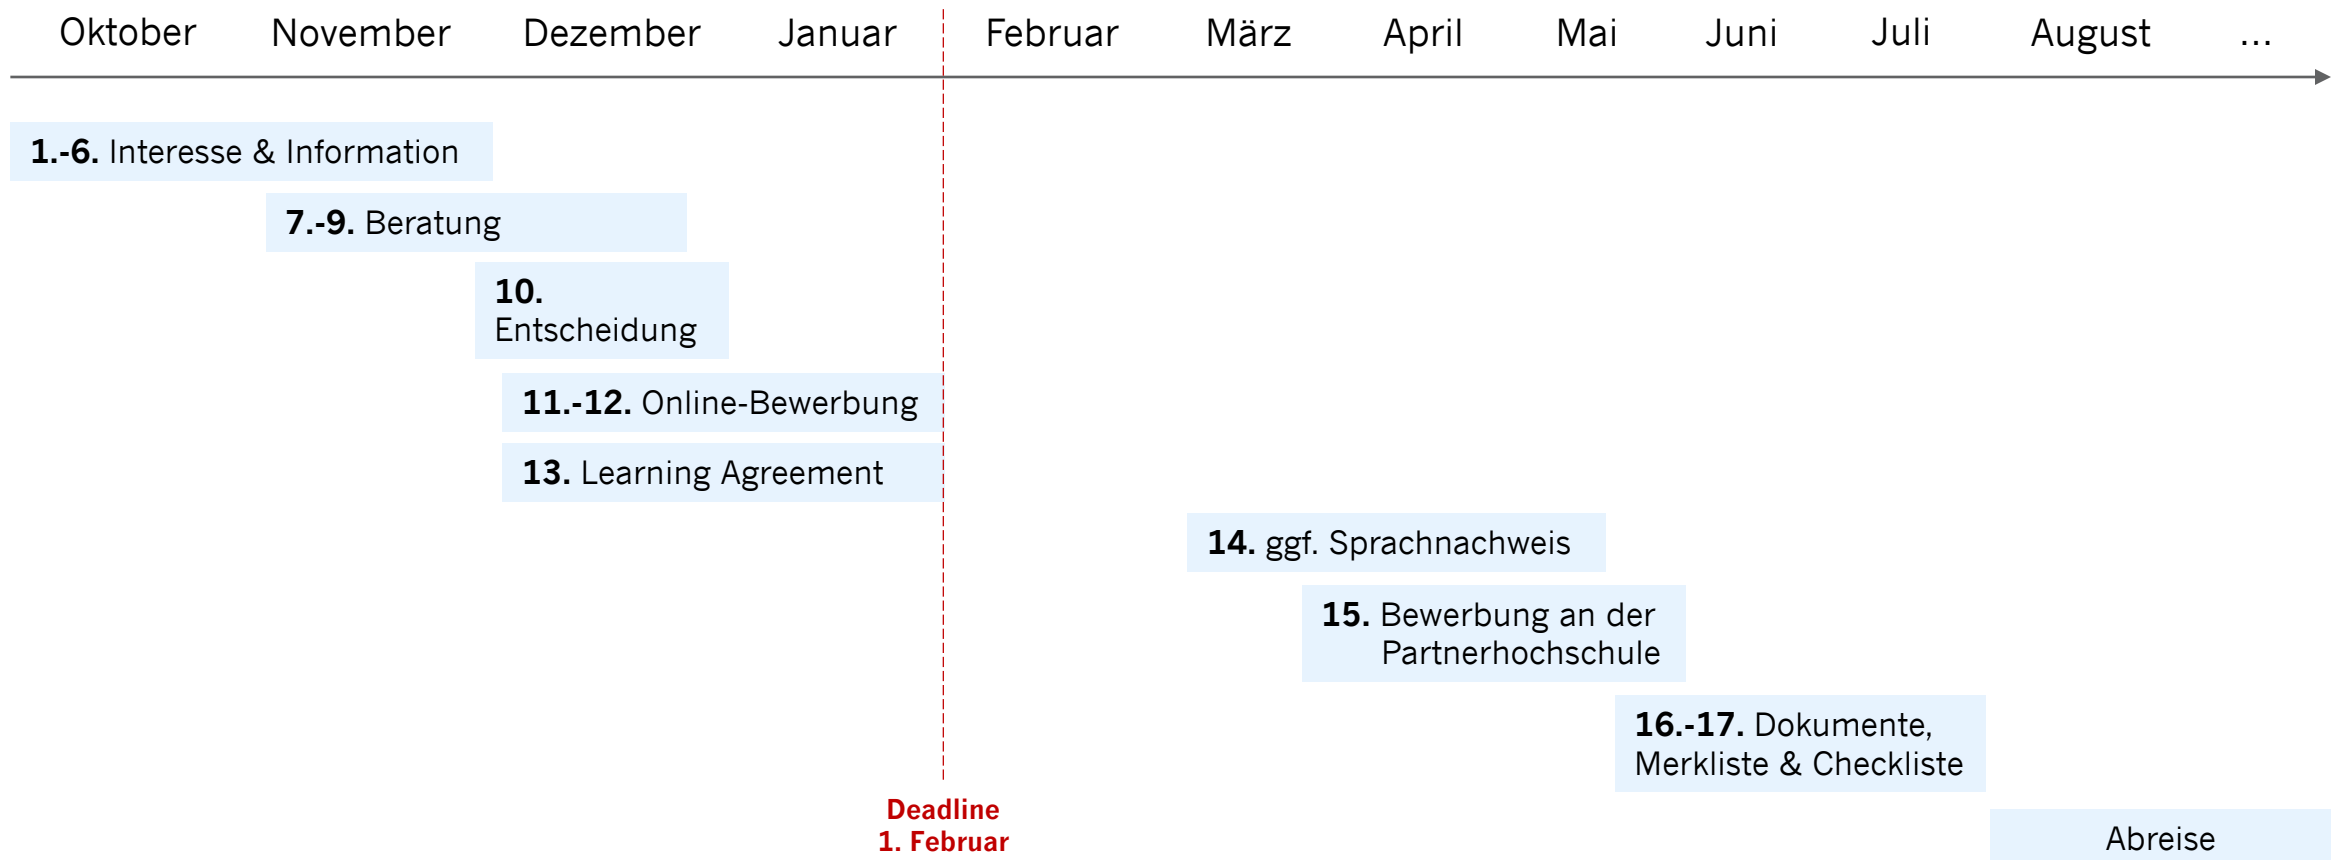 Oktober November Dezember Januar Februar März April Mai Juni Juli August ...
1.-6. Interesse & Information
7.-9. Beratung
10.
Entscheidung
11.-12. Online-Bewerbung
13. Learning Agreement
14. ggf. Sprachnachweis
15. Bewerbung an der
Partnerhochschule
16.-17. Dokumente,
Merkliste & Checkliste
Deadline
1. Februar
Abreise